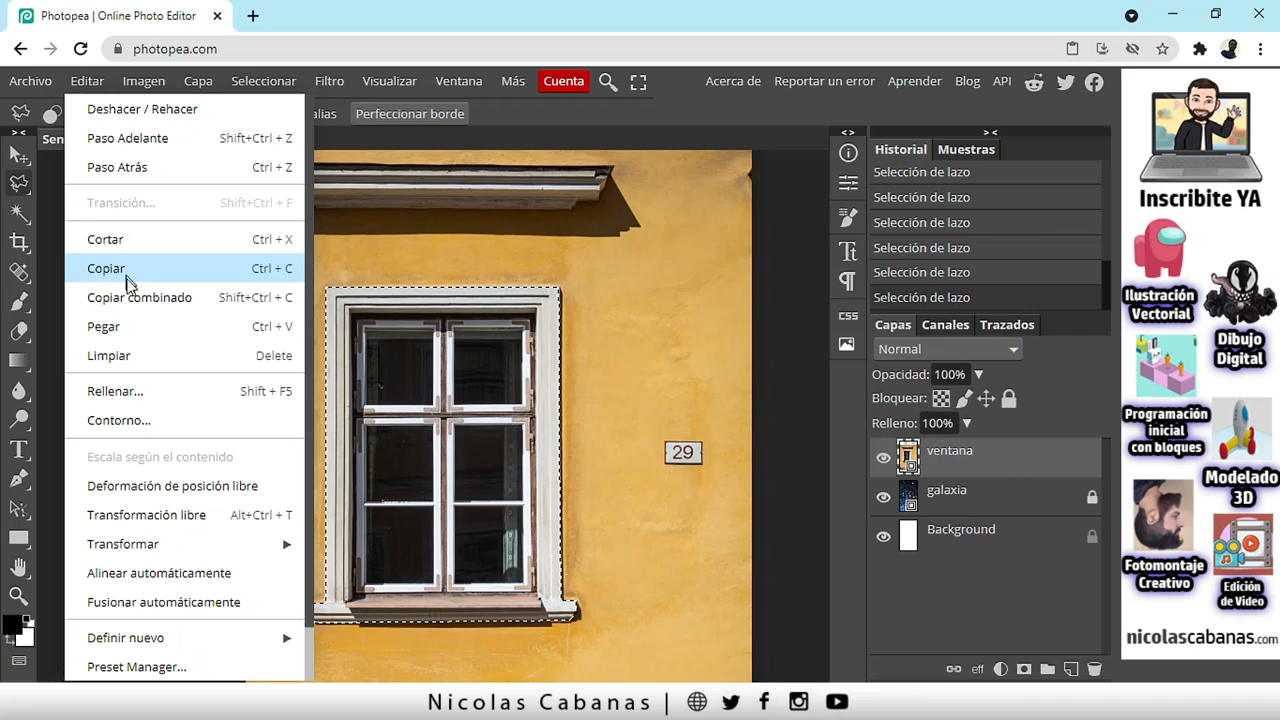 Photopea | Online Photo Editor
photopea.com
Archivo Editar Imagen Capa Seleccionar Filtro Visualizar Ventana Más Cuenta Acerca de Reportar un error Aprender Blog API
alias Perfeccionar borde
Sen
Deshacer / Rehacer
Paso Adelante Shift+Ctrl + Z
Paso Atrás Ctrl + Z
Transición... Shift+Ctrl + F
Cortar Ctrl + X
Copiar Ctrl + C
Copiar combinado Shift+Ctrl + C
Pegar Ctrl + V
Limpiar Delete
Rellenar... Shift + F5
Contorno...
Escala según el contenido
Deformación de posición libre
Transformación libre Alt+Ctrl + T
Transformar
Alinear automáticamente
Fusionar automáticamente
Definir nuevo
Preset Manager...
29
CSS
Historial Muestras
Selección de lazo
Selección de lazo
Selección de lazo
Selección de lazo
Selección de lazo
Selección de lazo
Capas Canales Trazados
Normal
Opacidad: 100%
Bloquear:
Relleno: 100%
ventana
galaxia
Background
eff
Inscribite YA
Ilustración
Vectorial
Dibujo
Digital
Programación
inicial
con bloques
Modelado
3D
Fotomontaje
Creativo
Edición
de Video
nicolascabanas.com
Nicolas Cabanas |